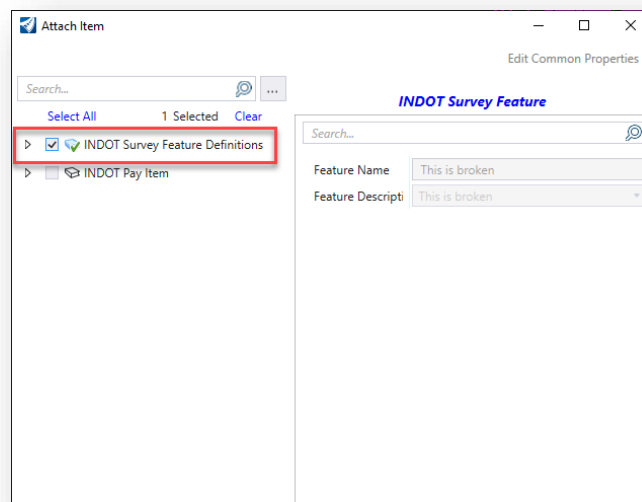 Attach Item
Edit Common Properties
Search...
...
Select All 1 Selected Clear
INDOT Survey Feature Definitions
INDOT Pay Item
INDOT Survey Feature
Search...
Feature Name This is broken
Feature Descripti This is broken